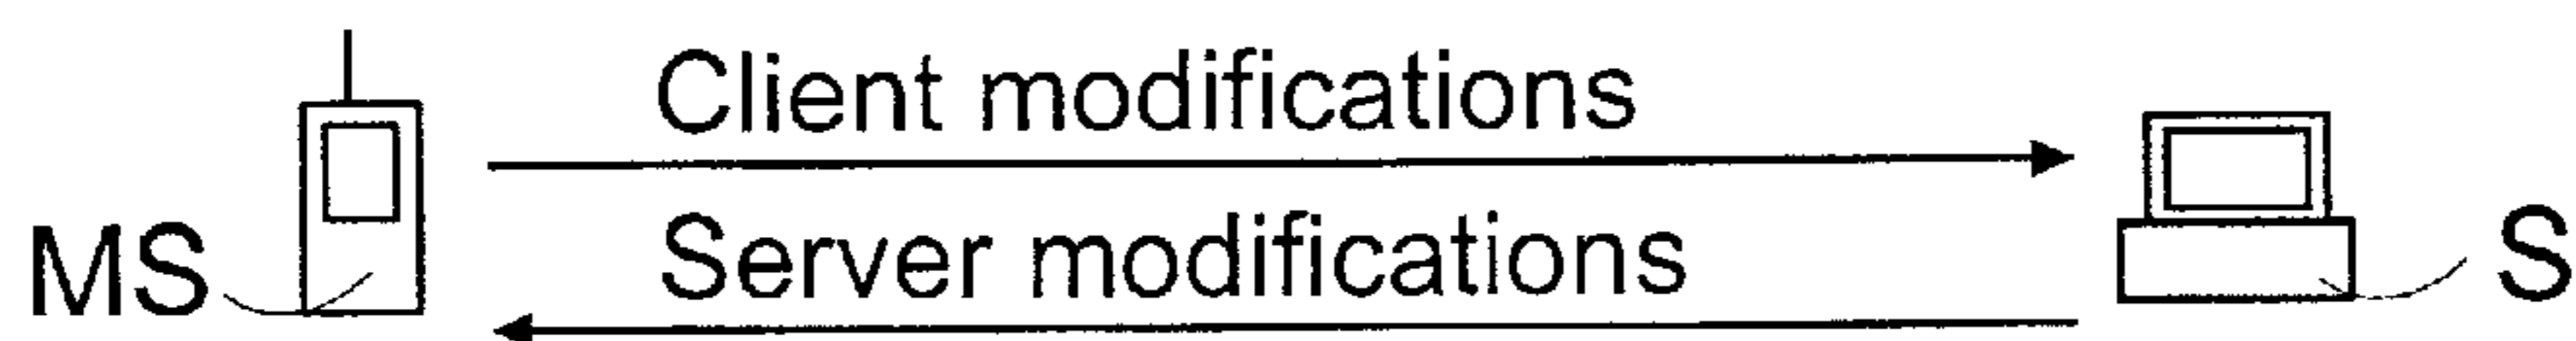 Client modifications
MS
Server modifications
S